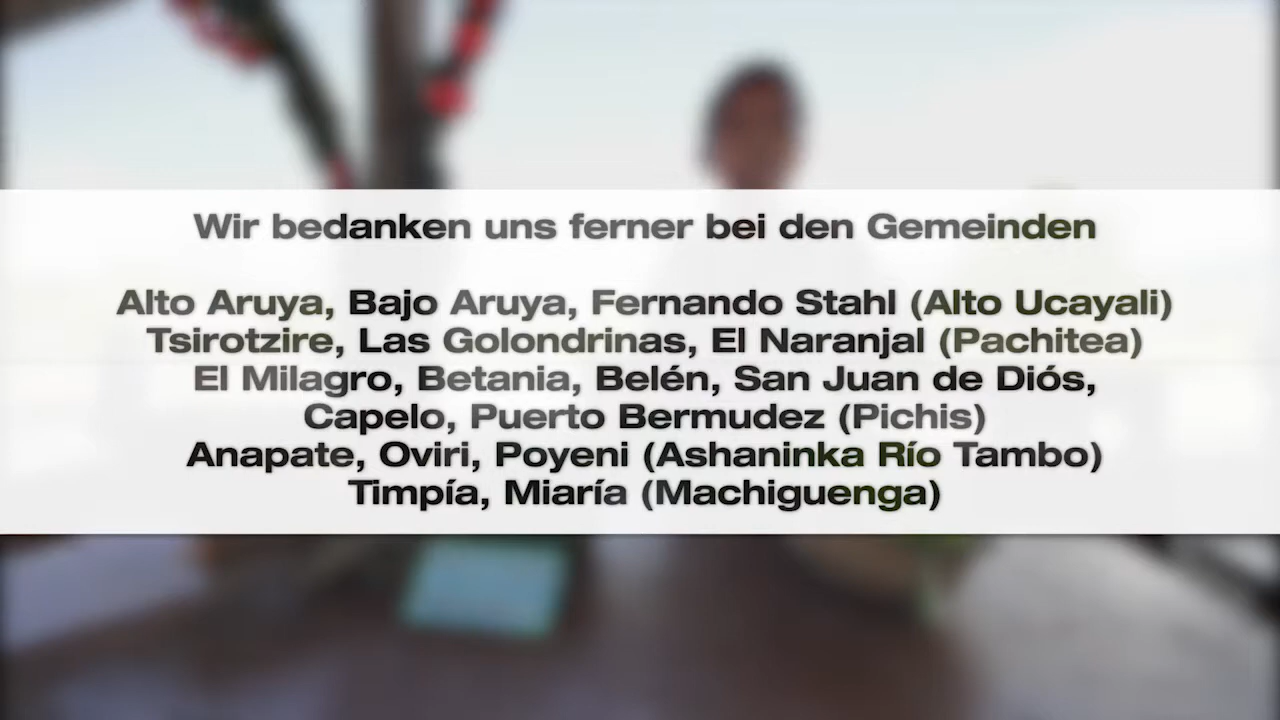 Wir bedanken uns ferner bei den Gemeinden
Alto Aruya, Bajo Aruya, Fernando Stahl (Alto Ucayali)
Tsirotzire, Las Golondrinas, El Naranjal (Pachitea)
El Milagro, Betania, Belén, San Juan de Diós,
Capelo, Puerto Bermudez (Pichis)
Anapate, Oviri, Poyeni (Ashaninka Río Tambo)
Timpía, Miaría (Machiguenga)